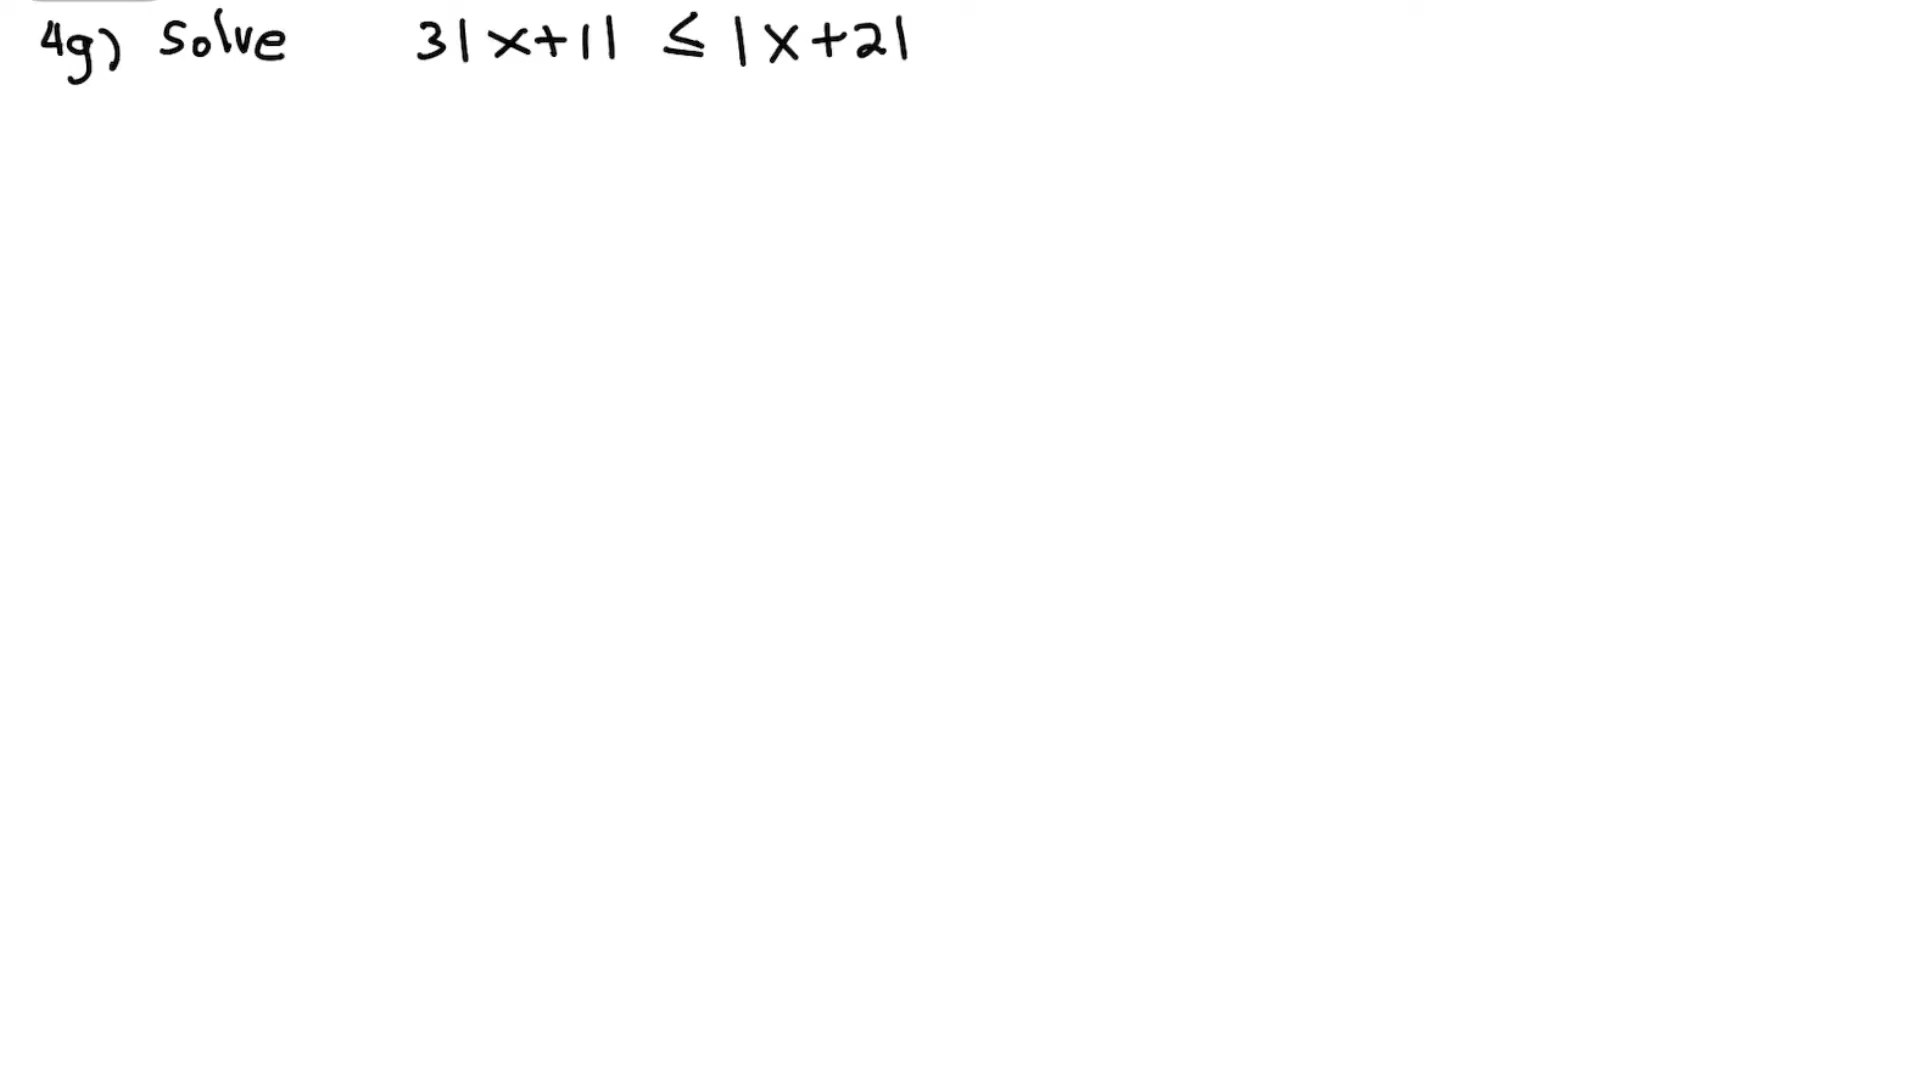 4g) Solve 3|x+1| ≤ |x+2|